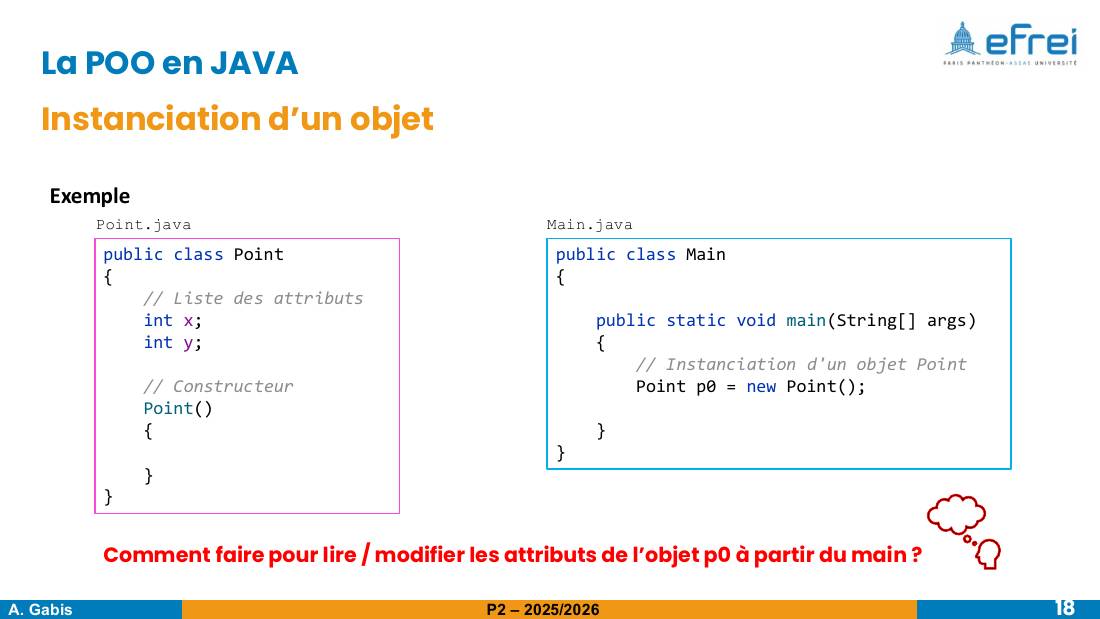 efrei
PARIS PANTHÉON-ASSAS UNIVERSITÉ
La POO en JAVA
Instanciation d’un objet
Exemple
Point.java
public class Point
{
    // Liste des attributs
    int x;
    int y;

    // Constructeur
    Point()
    {

    }
}
Main.java
public class Main
{

    public static void main(String[] args)
    {
        // Instanciation d'un objet Point
        Point p0 = new Point();

    }
}
Comment faire pour lire / modifier les attributs de l’objet p0 à partir du main ?
A. Gabis
P2 – 2025/2026
18